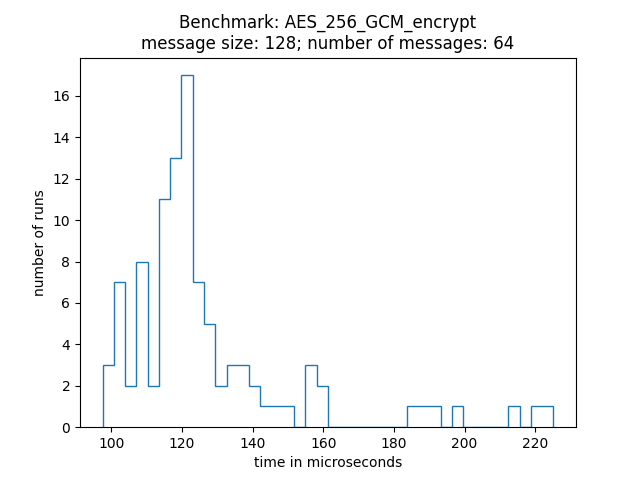 Benchmark: AES_256_GCM_encrypt
message size: 128; number of messages: 64
16
14
12
10
8
6
4
2
0
number of runs
100 120 140 160 180 200 220
time in microseconds